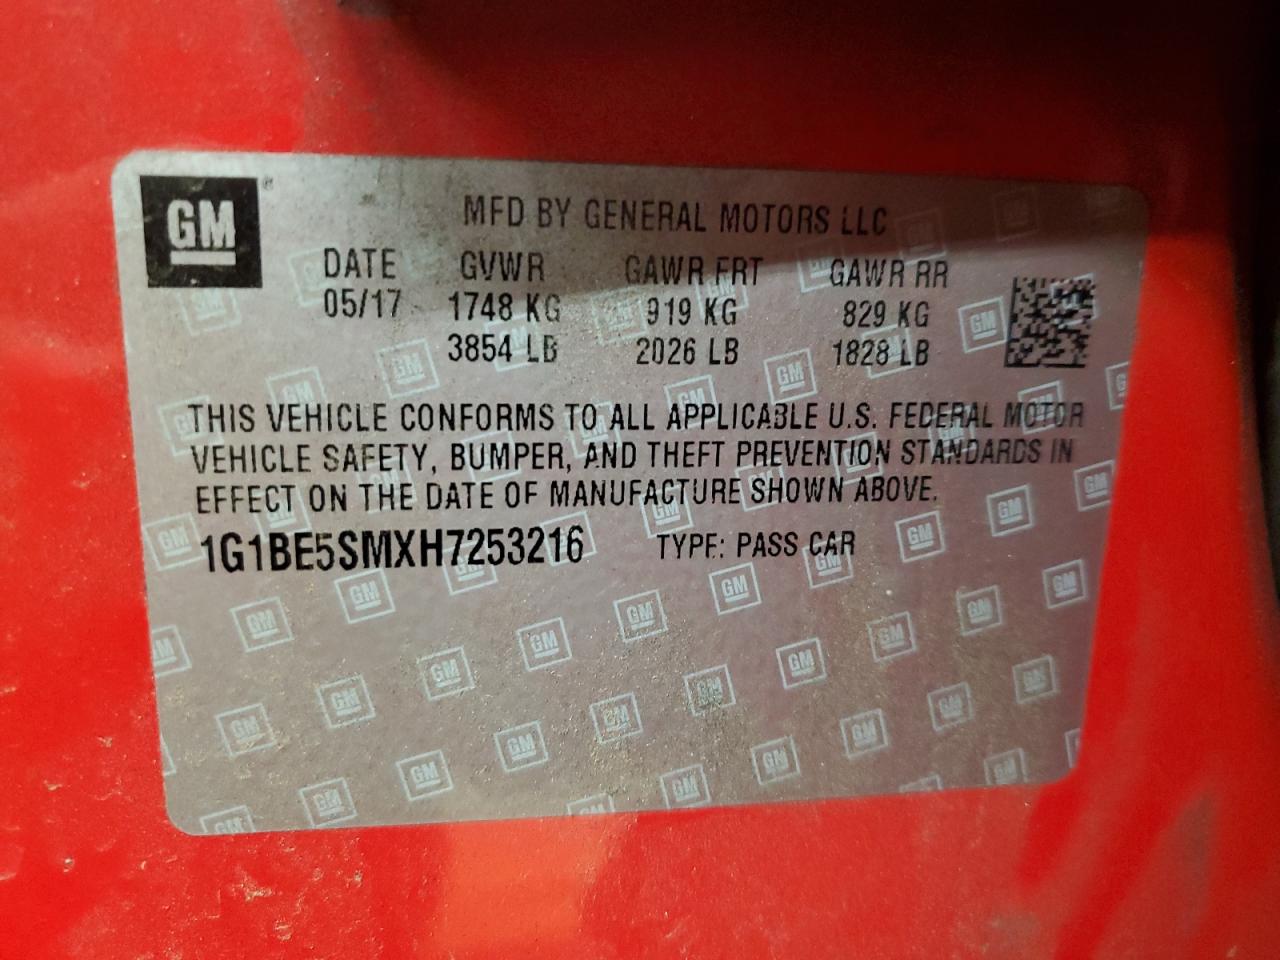 GM ®
MFD BY GENERAL MOTORS LLC
DATE GVWR GAWR FRT GAWR RR
05/17 1748 KG 919 KG 829 KG
3854 LB 2026 LB 1828 LB
THIS VEHICLE CONFORMS TO ALL APPLICABLE U.S. FEDERAL MOTOR
VEHICLE SAFETY, BUMPER, AND THEFT PREVENTION STANDARDS IN
EFFECT ON THE DATE OF MANUFACTURE SHOWN ABOVE.
1G1BE5SMXH7253216 TYPE: PASS CAR